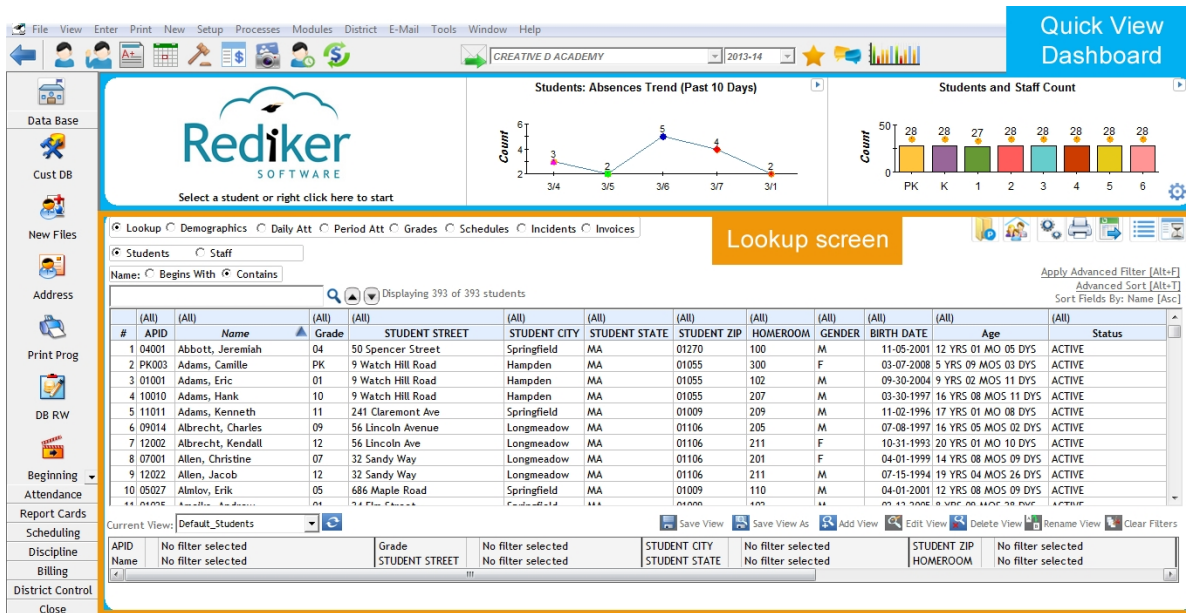 File View Enter Print New Setup Processes Modules District E-Mail Tools Window Help
Quick View
Dashboard
CREATIVE D ACADEMY 2013-14
Data Base
Cust DB
New Files
Address
Print Prog
DB RW
Beginning
Attendance
Report Cards
Scheduling
Discipline
Billing
District Control
Close
Rediker
SOFTWARE
Select a student or right click here to start
Students: Absences Trend (Past 10 Days)
Count
6
4
2
3 2 5 4 2
3/4 3/5 3/6 3/7 3/1
Students and Staff Count
Count
50
0
28 28 27 28 28 28 28 28
PK K 1 2 3 4 5 6
Lookup Demographics Daily Att Period Att Grades Schedules Incidents Invoices
Lookup screen
Students Staff
Name: Begins With Contains
Apply Advanced Filter [Alt+F]
Advanced Sort [Alt+T]
Sort Fields By: Name [Asc]
Displaying 393 of 393 students
(All) (All) (All) (All) (All) (All) (All) (All) (All) (All) (All) (All)
# APID Name Grade STUDENT STREET STUDENT CITY STUDENT STATE STUDENT ZIP HOMEROOM GENDER BIRTH DATE Age Status
1 04001 Abbott, Jeremiah 04 50 Spencer Street Springfield MA 01270 100 M 11-05-2001 12 YRS 01 MO 05 DYS ACTIVE
2 PK003 Adams, Camille PK 9 Watch Hill Road Hampden MA 01055 300 F 03-07-2008 5 YRS 09 MOS 03 DYS ACTIVE
3 01001 Adams, Eric 01 9 Watch Hill Road Hampden MA 01055 102 M 09-30-2004 9 YRS 02 MOS 11 DYS ACTIVE
4 10010 Adams, Hank 10 9 Watch Hill Road Hampden MA 01055 207 M 03-30-1997 16 YRS 08 MOS 11 DYS ACTIVE
5 11011 Adams, Kenneth 11 241 Claremont Ave Springfield MA 01009 209 M 11-02-1996 17 YRS 01 MO 08 DYS ACTIVE
6 09014 Albrecht, Charles 09 56 Lincoln Avenue Longmeadow MA 01106 205 M 07-08-1997 16 YRS 05 MOS 02 DYS ACTIVE
7 12002 Albrecht, Kendall 12 56 Lincoln Ave Longmeadow MA 01106 211 F 10-31-1993 20 YRS 01 MO 10 DYS ACTIVE
8 07001 Allen, Christine 07 32 Sandy Way Longmeadow MA 01106 201 F 04-01-1999 14 YRS 08 MOS 09 DYS ACTIVE
9 12022 Allen, Jacob 12 32 Sandy Way Longmeadow MA 01106 211 M 07-15-1994 19 YRS 04 MOS 26 DYS ACTIVE
10 05027 Almlov, Erik 05 686 Maple Road Springfield MA 01009 110 M 04-01-2001 12 YRS 08 MOS 09 DYS ACTIVE
Current View: Default_Students Save View Save View As Add View Edit View Delete View Rename View Clear Filters
APID No filter selected Grade No filter selected STUDENT CITY No filter selected STUDENT ZIP No filter selected
Name No filter selected STUDENT STREET No filter selected STUDENT STATE No filter selected HOMEROOM No filter selected